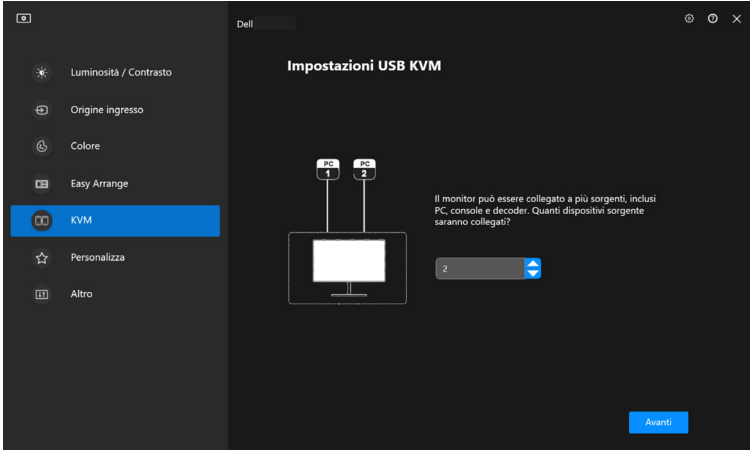 Dell
Impostazioni USB KVM
Luminosità / Contrasto
Origine ingresso
Colore
Easy Arrange
KVM
Personalizza
Altro
PC
1
PC
2
Il monitor può essere collegato a più sorgenti, inclusi
PC, console e decoder. Quanti dispositivi sorgente
saranno collegati?
2
Avanti